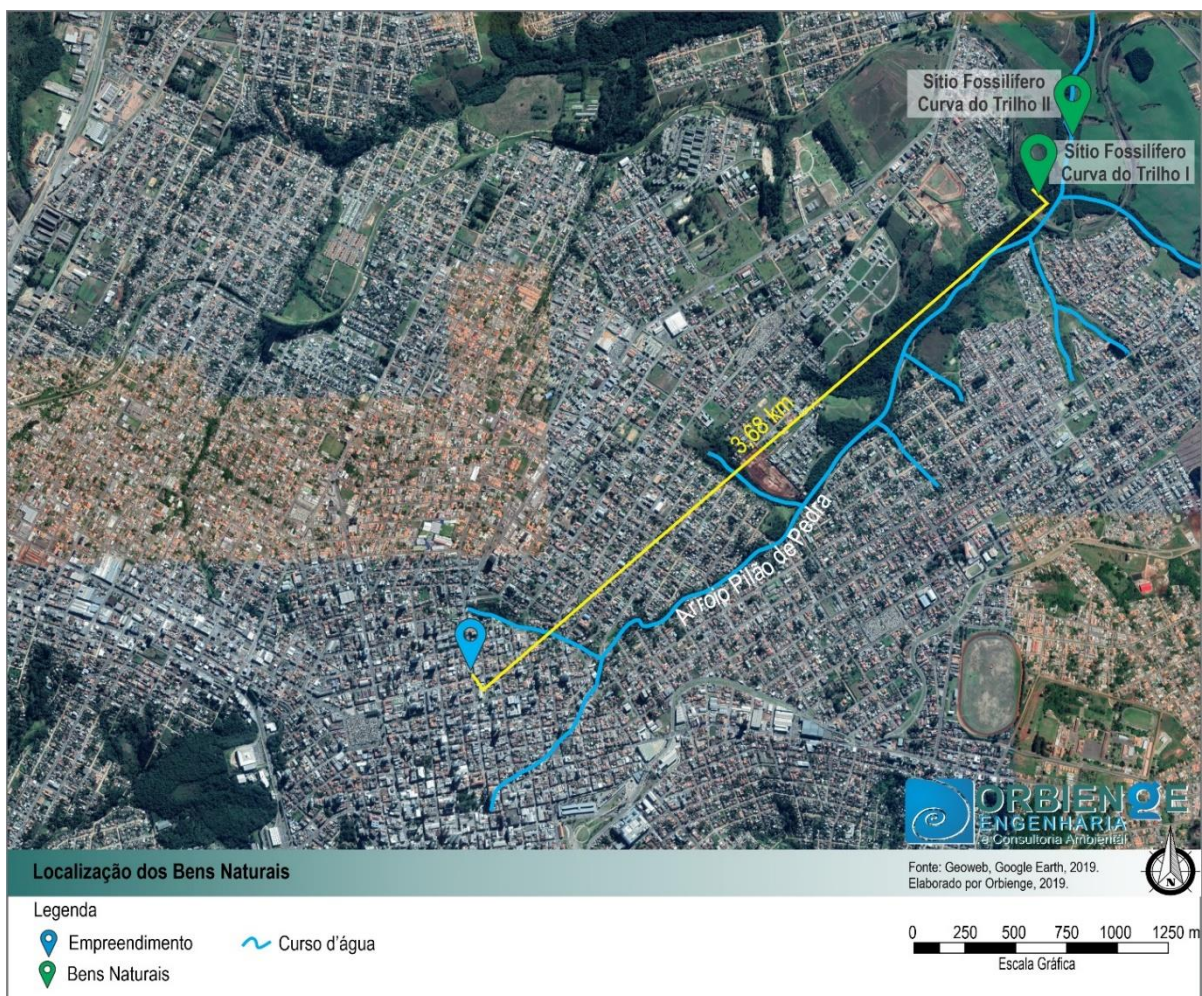 Sítio Fossilífero
Curva do Trilho II
Sítio Fossilífero
Curva do Trilho I
3,68 km
Arroio Pilão de Pedra
ORBIENGE
ENGENHARIA
e Consultoria Ambiental
Localização dos Bens Naturais
Fonte: Geoweb, Google Earth, 2019.
Elaborado por Orbienge, 2019.
N
Legenda
Empreendimento
Curso d'água
Bens Naturais
0 250 500 750 1000 1250 m
Escala Gráfica